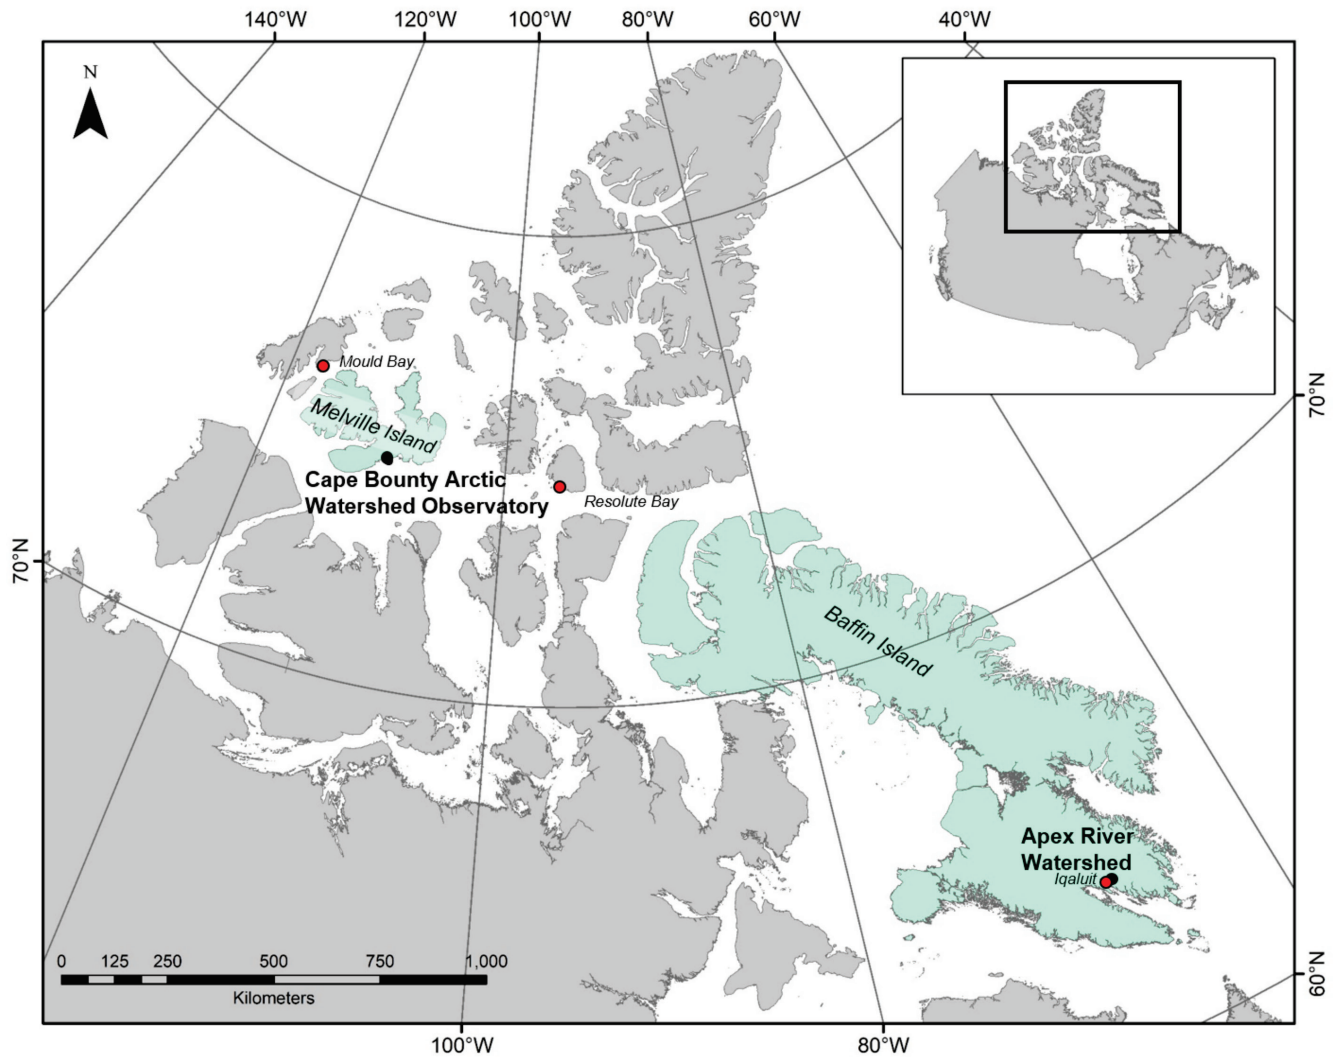 140°W
120°W
100°W
80°W
60°W
40°W
N
Mould Bay
Melville Island
Cape Bounty Arctic
Watershed Observatory
Resolute Bay
70°N
70°N
Baffin Island
Apex River
Watershed
Iqaluit
0 125 250 500 750 1,000
Kilometers
60°N
100°W
80°W